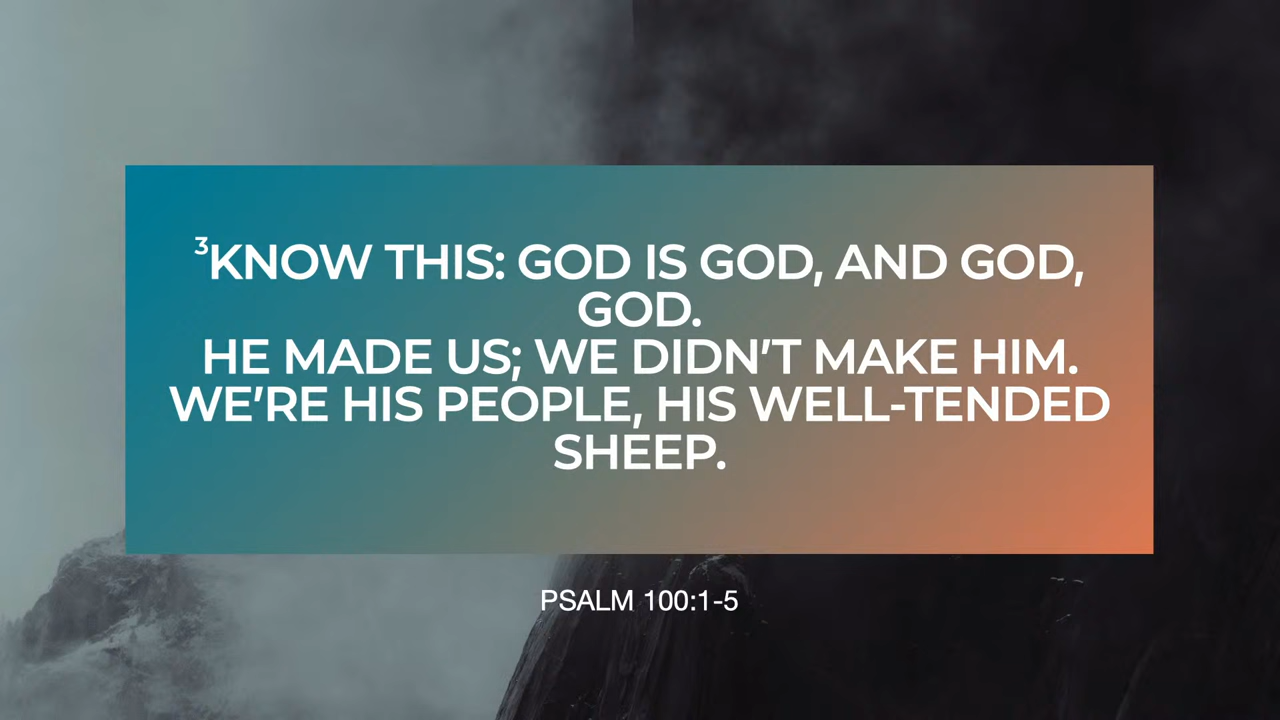 ³KNOW THIS: GOD IS GOD, AND GOD,
GOD.
HE MADE US; WE DIDN’T MAKE HIM.
WE’RE HIS PEOPLE, HIS WELL-TENDED
SHEEP.
PSALM 100:1-5